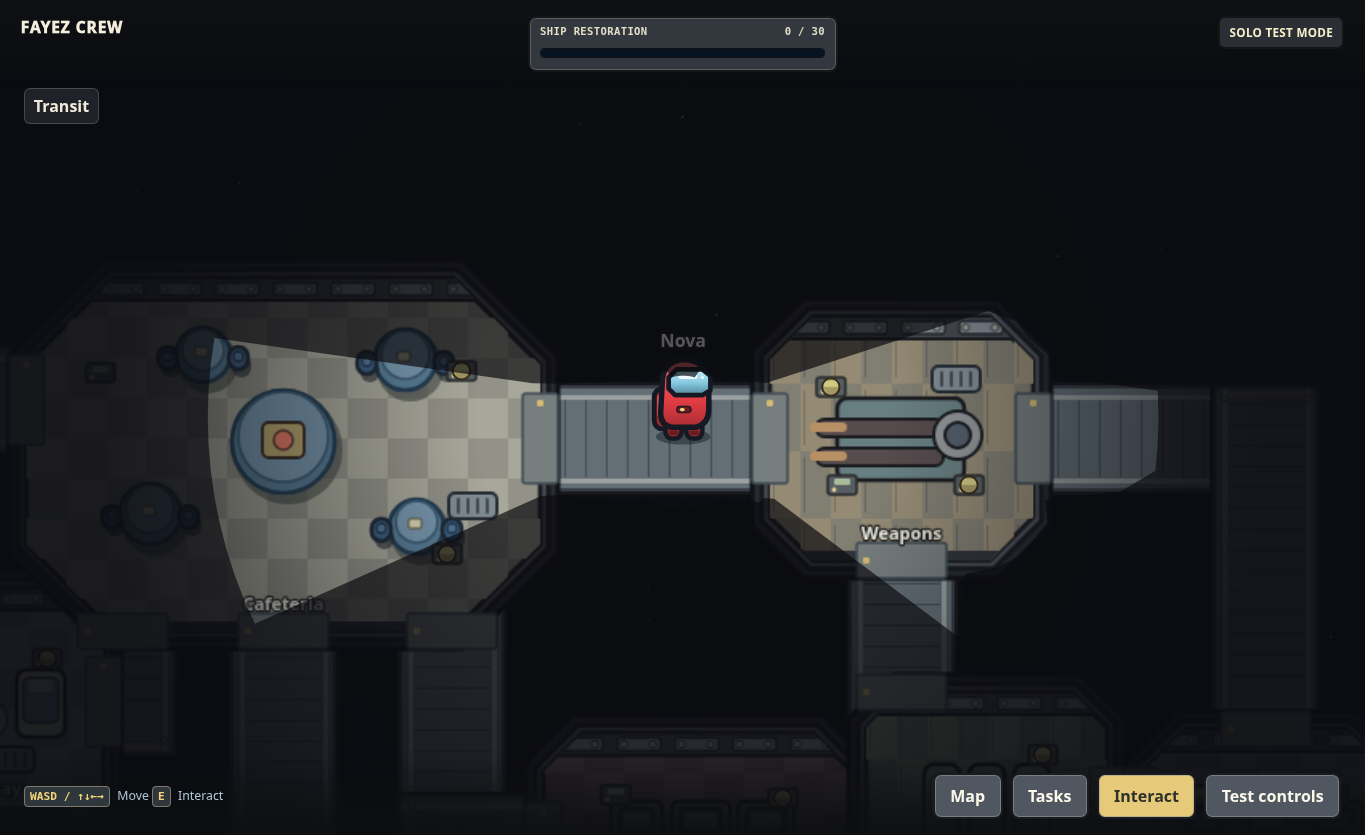 FAYEZ CREW
SHIP RESTORATION 0 / 30
SOLO TEST MODE
Transit
Nova
Weapons
Cafeteria
WASD / ↑↓←→ Move E Interact
Map Tasks Interact Test controls